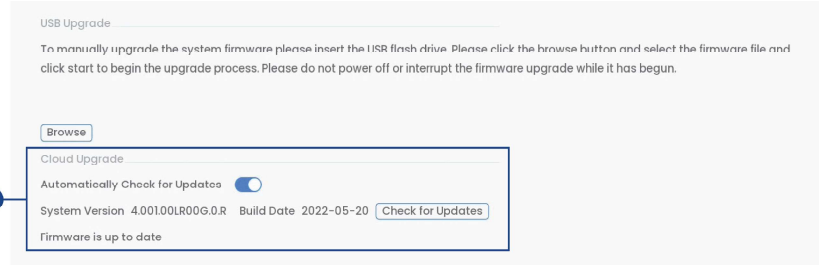 USB Upgrade
To manually upgrade the system firmware please insert the USB flash drive. Please click the browse button and select the firmware file and
click start to begin the upgrade process. Please do not power off or interrupt the firmware upgrade while it has begun.
Browse
Cloud Upgrade
Automatically Check for Updates
System Version 4.001.00LR00G.0.R Build Date 2022-05-20 Check for Updates
Firmware is up to date